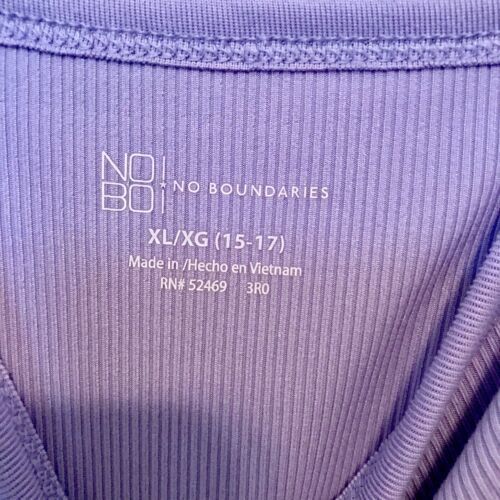 NO
BO
NO BOUNDARIES
XL/XG (15-17)
Made in /Hecho en Vietnam
RN# 52469 3R0